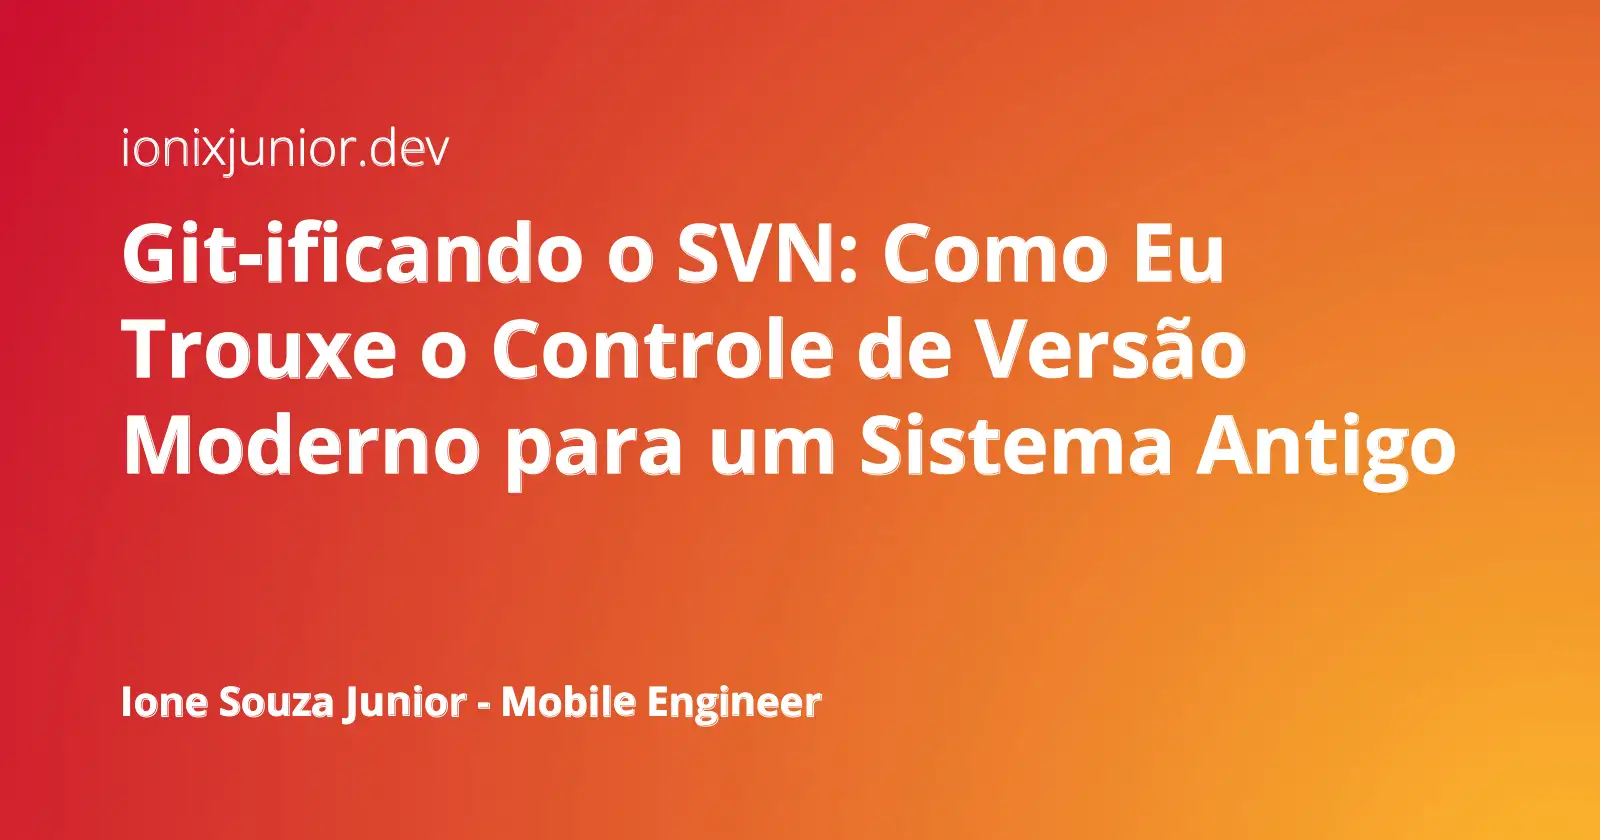 ionixjunior.dev
Git-ificando o SVN: Como Eu
Trouxe o Controle de Versão
Moderno para um Sistema Antigo
Ione Souza Junior - Mobile Engineer